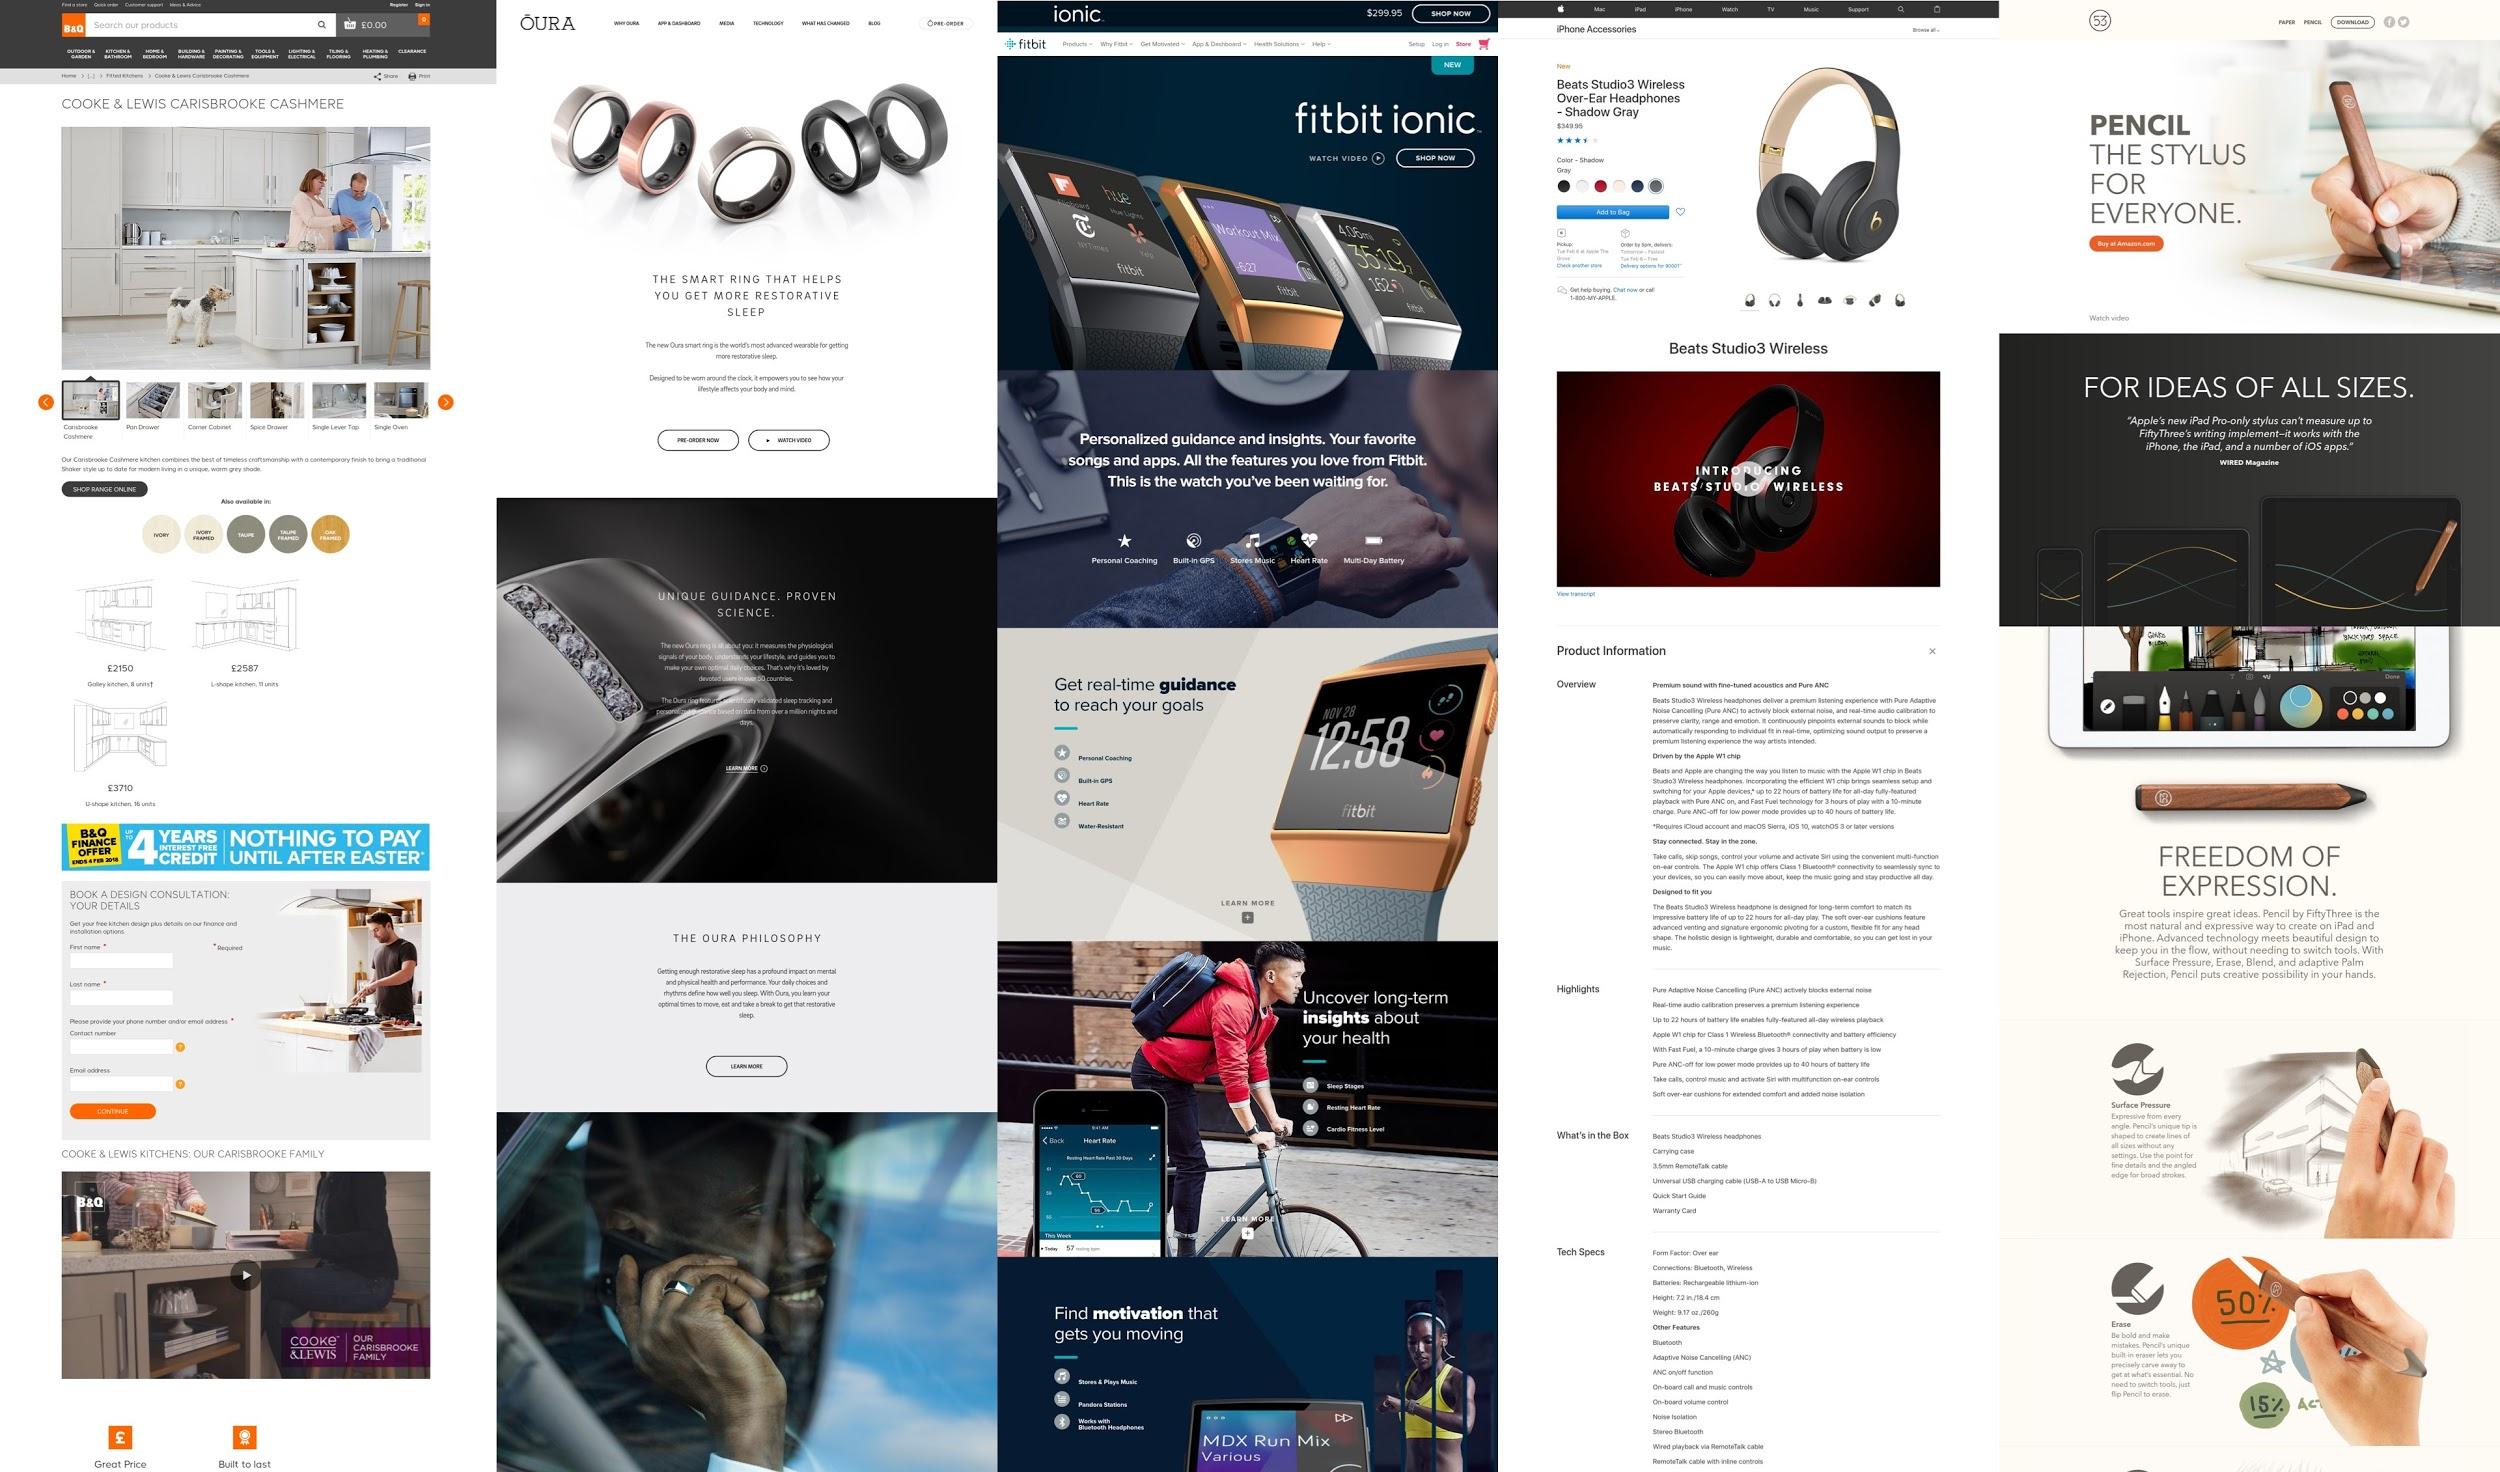 Find a store Quick order Customer support News & Advice Register Sign in
B&Q Search our products £0.00 0
OUTDOOR & GARDEN KITCHEN & BATHROOM HOME & BEDROOM BUILDING & HARDWARE PAINTING & DECORATING TOOLS & EQUIPMENT LIGHTING & ELECTRICAL TILING & FLOORING HEATING & PLUMBING CLEARANCE
Home > [...] > Fitted Kitchens > Cooke & Lewis Carisbrooke Cashmere Share Print
COOKE & LEWIS CARISBROOKE CASHMERE
Carisbrooke Cashmere Pan Drawer Corner Cabinet Spice Drawer Single Lever Tap Single Oven
Our Carisbrooke Cashmere kitchen combines the best of timeless craftsmanship with a contemporary finish to bring a traditional
Shaker style up to date for modern living in a unique, warm grey shade.
SHOP RANGE ONLINE
Also available in:
IVORY IVORY FRAMED TAUPE TAUPE FRAMED OAK FRAMED
£2150 £2587
Galley kitchen, 8 units† L-shape kitchen, 11 units
£3710
U-shape kitchen, 16 units
B&Q FINANCE OFFER ENDS 4 FEB 2018 UP TO 4 YEARS INTEREST FREE CREDIT NOTHING TO PAY UNTIL AFTER EASTER*
BOOK A DESIGN CONSULTATION:
YOUR DETAILS
Get your free kitchen design plus details on our finance and
installation options.
First name * * Required
Last name *
Please provide your phone number and/or email address *
Contact number
?
Email address
?
CONTINUE
COOKE & LEWIS KITCHENS: OUR CARISBROOKE FAMILY
B&Q
COOKE & LEWIS OUR CARISBROOKE FAMILY
£
Great Price Built to last
ŌURA WHY OURA APP & DASHBOARD MEDIA TECHNOLOGY WHAT HAS CHANGED BLOG PRE-ORDER
THE SMART RING THAT HELPS
YOU GET MORE RESTORATIVE
SLEEP
The new Oura smart ring is the world's most advanced wearable for getting
more restorative sleep.
Designed to be worn around the clock, it empowers you to see how your
lifestyle affects your body and mind.
PRE-ORDER NOW WATCH VIDEO
UNIQUE GUIDANCE. PROVEN
SCIENCE.
The new Oura ring is all about you: it measures the physiological
signals of your body, understands your lifestyle, and guides you to
make your own optimal daily choices. That's why it's loved by
devoted users in over 50 countries.
The Oura ring features scientifically validated sleep tracking and
personalized guidance based on data from over a million nights and
days.
LEARN MORE
THE OURA PHILOSOPHY
Getting enough restorative sleep has a profound impact on mental
and physical health and performance. Your daily choices and
rhythms define how well you sleep. With Oura, you learn your
optimal times to move, eat and take a break to get that restorative
sleep.
LEARN MORE
ionic $299.95 SHOP NOW
fitbit Products Why Fitbit Get Motivated App & Dashboard Health Solutions Help Setup Log in Store
NEW
fitbit ionic™
WATCH VIDEO SHOP NOW
Flipboard hue Hue Lights NYTimes Yelp fitbit
Workout Mix -6:27 fitbit
4.06mi 35:19 162 fitbit
Personalized guidance and insights. Your favorite
songs and apps. All the features you love from Fitbit.
This is the watch you've been waiting for.
Personal Coaching Built-in GPS Stores Music Heart Rate Multi-Day Battery
Get real-time guidance
to reach your goals
Personal Coaching
Built-in GPS
Heart Rate
Water-Resistant
NOV 28
12:58
fitbit
LEARN MORE
+
Uncover long-term
insights about
your health
Sleep Stages
Resting Heart Rate
Cardio Fitness Level
9:41 AM
Back Heart Rate
Resting Heart Rate Past 30 Days
This Week
Today 57 resting bpm
LEARN MORE
+
Find motivation that
gets you moving
Stores & Plays Music
Pandora Stations
Works with
Bluetooth Headphones
MDX Run Mix
Various
Mac iPad iPhone Watch TV Music Support
iPhone Accessories Browse all
New
Beats Studio3 Wireless
Over-Ear Headphones
- Shadow Gray
$349.95
Color – Shadow
Gray
Add to Bag
Pickup:
Tue Feb 6 at Apple The
Grove
Check another store
Order by 5pm, delivers:
Tomorrow – Fastest
Tue Feb 6 – Free
Delivery options for 90001
Get help buying. Chat now or call
1-800-MY-APPLE.
Beats Studio3 Wireless
INTRODUCING
BEATS STUDIO3 WIRELESS
View transcript
Product Information
Overview
Premium sound with fine-tuned acoustics and Pure ANC
Beats Studio3 Wireless headphones deliver a premium listening experience with Pure Adaptive
Noise Cancelling (Pure ANC) to actively block external noise, and real-time audio calibration to
preserve clarity, range and emotion. It continuously pinpoints external sounds to block while
automatically responding to individual fit in real-time, optimizing sound output to preserve a
premium listening experience the way artists intended.
Driven by the Apple W1 chip
Beats and Apple are changing the way you listen to music with the Apple W1 chip in Beats
Studio3 Wireless headphones. Incorporating the efficient W1 chip brings seamless setup and
switching for your Apple devices,* up to 22 hours of battery life for all-day fully-featured
playback with Pure ANC on, and Fast Fuel technology for 3 hours of play with a 10-minute
charge. Pure ANC-off for low power mode provides up to 40 hours of battery life.
*Requires iCloud account and macOS Sierra, iOS 10, watchOS 3 or later versions
Stay connected. Stay in the zone.
Take calls, skip songs, control your volume and activate Siri using the convenient multi-function
on-ear controls. The Apple W1 chip offers Class 1 Bluetooth® connectivity to seamlessly sync to
your devices, so you can easily move about, keep the music going and stay productive all day.
Designed to fit you
The Beats Studio3 Wireless headphone is designed for long-term comfort to match its
impressive battery life of up to 22 hours for all-day play. The soft over-ear cushions feature
advanced venting and signature ergonomic pivoting for a custom, flexible fit for any head
shape. The holistic design is lightweight, durable and comfortable, so you can get lost in your
music.
Highlights
Pure Adaptive Noise Cancelling (Pure ANC) actively blocks external noise
Real-time audio calibration preserves a premium listening experience
Up to 22 hours of battery life enables fully-featured all-day wireless playback
Apple W1 chip for Class 1 Wireless Bluetooth® connectivity and battery efficiency
With Fast Fuel, a 10-minute charge gives 3 hours of play when battery is low
Pure ANC-off for low power mode provides up to 40 hours of battery life
Take calls, control music and activate Siri with multifunction on-ear controls
Soft over-ear cushions for extended comfort and added noise isolation
What's in the Box
Beats Studio3 Wireless headphones
Carrying case
3.5mm RemoteTalk cable
Universal USB charging cable (USB-A to USB Micro-B)
Quick Start Guide
Warranty Card
Tech Specs
Form Factor: Over ear
Connections: Bluetooth, Wireless
Batteries: Rechargeable lithium-ion
Height: 7.2 in./18.4 cm
Weight: 9.17 oz./260g
Other Features
Bluetooth
Adaptive Noise Cancelling (ANC)
ANC on/off function
On-board call and music controls
On-board volume control
Noise Isolation
Stereo Bluetooth
Wired playback via RemoteTalk cable
RemoteTalk cable with inline controls
53 PAPER PENCIL DOWNLOAD
PENCIL
THE STYLUS
FOR
EVERYONE.
Buy at Amazon.com
Watch video
FOR IDEAS OF ALL SIZES.
“Apple's new iPad Pro-only stylus can't measure up to
FiftyThree's writing implement—it works with the
iPhone, the iPad, and a number of iOS apps.”
WIRED Magazine
BACKYARD SPACE
Done
FREEDOM OF
EXPRESSION.
Great tools inspire great ideas. Pencil by FiftyThree is the
most natural and expressive way to create on iPad and
iPhone. Advanced technology meets beautiful design to
keep you in the flow, without needing to switch tools. With
Surface Pressure, Erase, Blend, and adaptive Palm
Rejection, Pencil puts creative possibility in your hands.
Surface Pressure
Expressive from every
angle. Pencil's unique tip is
shaped to create lines of
all sizes without any
settings. Use the point for
fine details and the angled
edge for broad strokes.
Erase
Be bold and make
mistakes. Pencil's unique
built-in eraser lets you
precisely carve away to
get at what's essential. No
need to switch tools, just
flip Pencil to erase.
50%
15%